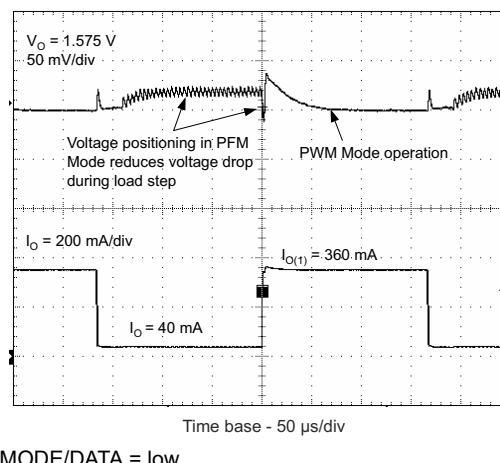 V_O = 1.575 V
50 mV/div
Voltage positioning in PFM
Mode reduces voltage drop
during load step
PWM Mode operation
I_O = 200 mA/div
I_O(1) = 360 mA
I_O = 40 mA
Time base - 50 µs/div
MODE/DATA = low